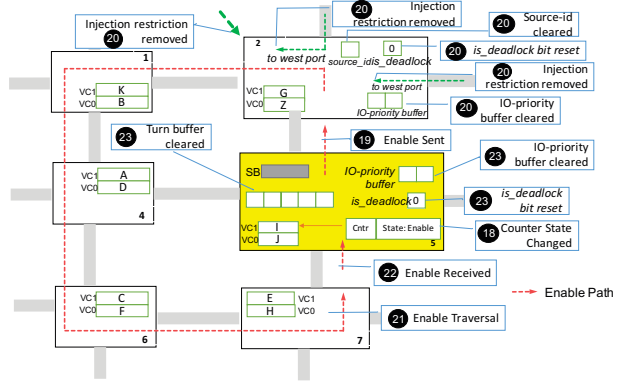 Injection restriction
20 removed
20 Injection
restriction removed
Source-id
20 cleared
20 is_deadlock bit reset
20 Injection
restriction removed
20 IO-priority
buffer cleared
1
VC1 K
VC0 B
2
to west port
source_id
is_deadlock
0
to west port
IO-priority buffer
VC1 G
VC0 Z
23 Turn buffer
cleared
19 Enable Sent
IO-priority
23 buffer cleared
A
D
4
SB
IO-priority
buffer
is_deadlock 0
VC1 I
VC0 J
Cntr State: Enable
5
23 is_deadlock
bit reset
18 Counter State
Changed
22 Enable Received
Enable Path
VC1 C
VC0 F
6
E VC1
H VC0
7
21 Enable Traversal